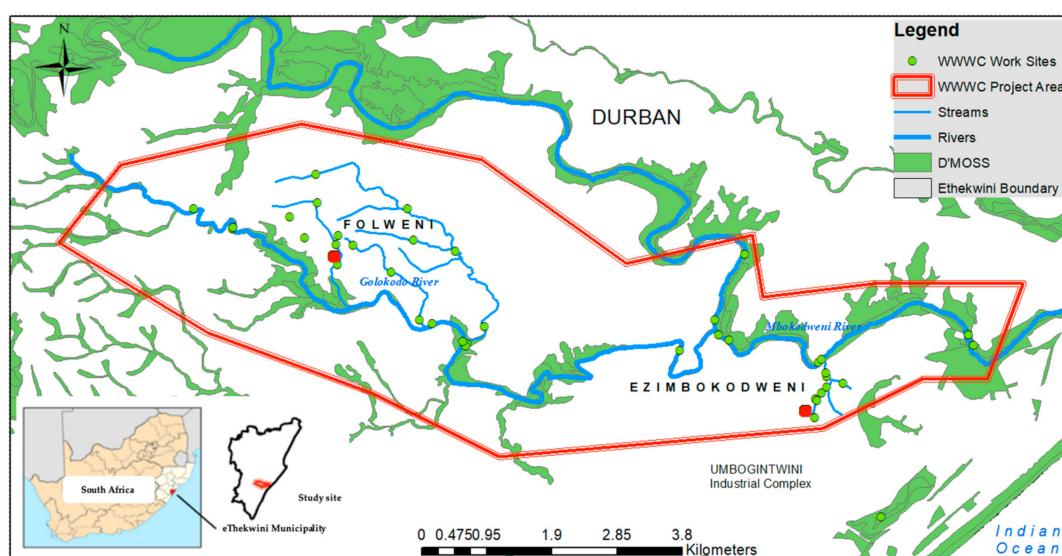 N
DURBAN
Legend
WWWC Work Sites
WWWC Project Area
Streams
Rivers
D'MOSS
Ethekwini Boundary
FOLWENI
Golokodo River
Mbokodweni River
EZIMBOKODWENI
UMBOGINTWINI
Industrial Complex
South Africa
Study site
eThekwini Municipality
0 0.4750.95 1.9 2.85 3.8
Kilometers
Indian
Ocean